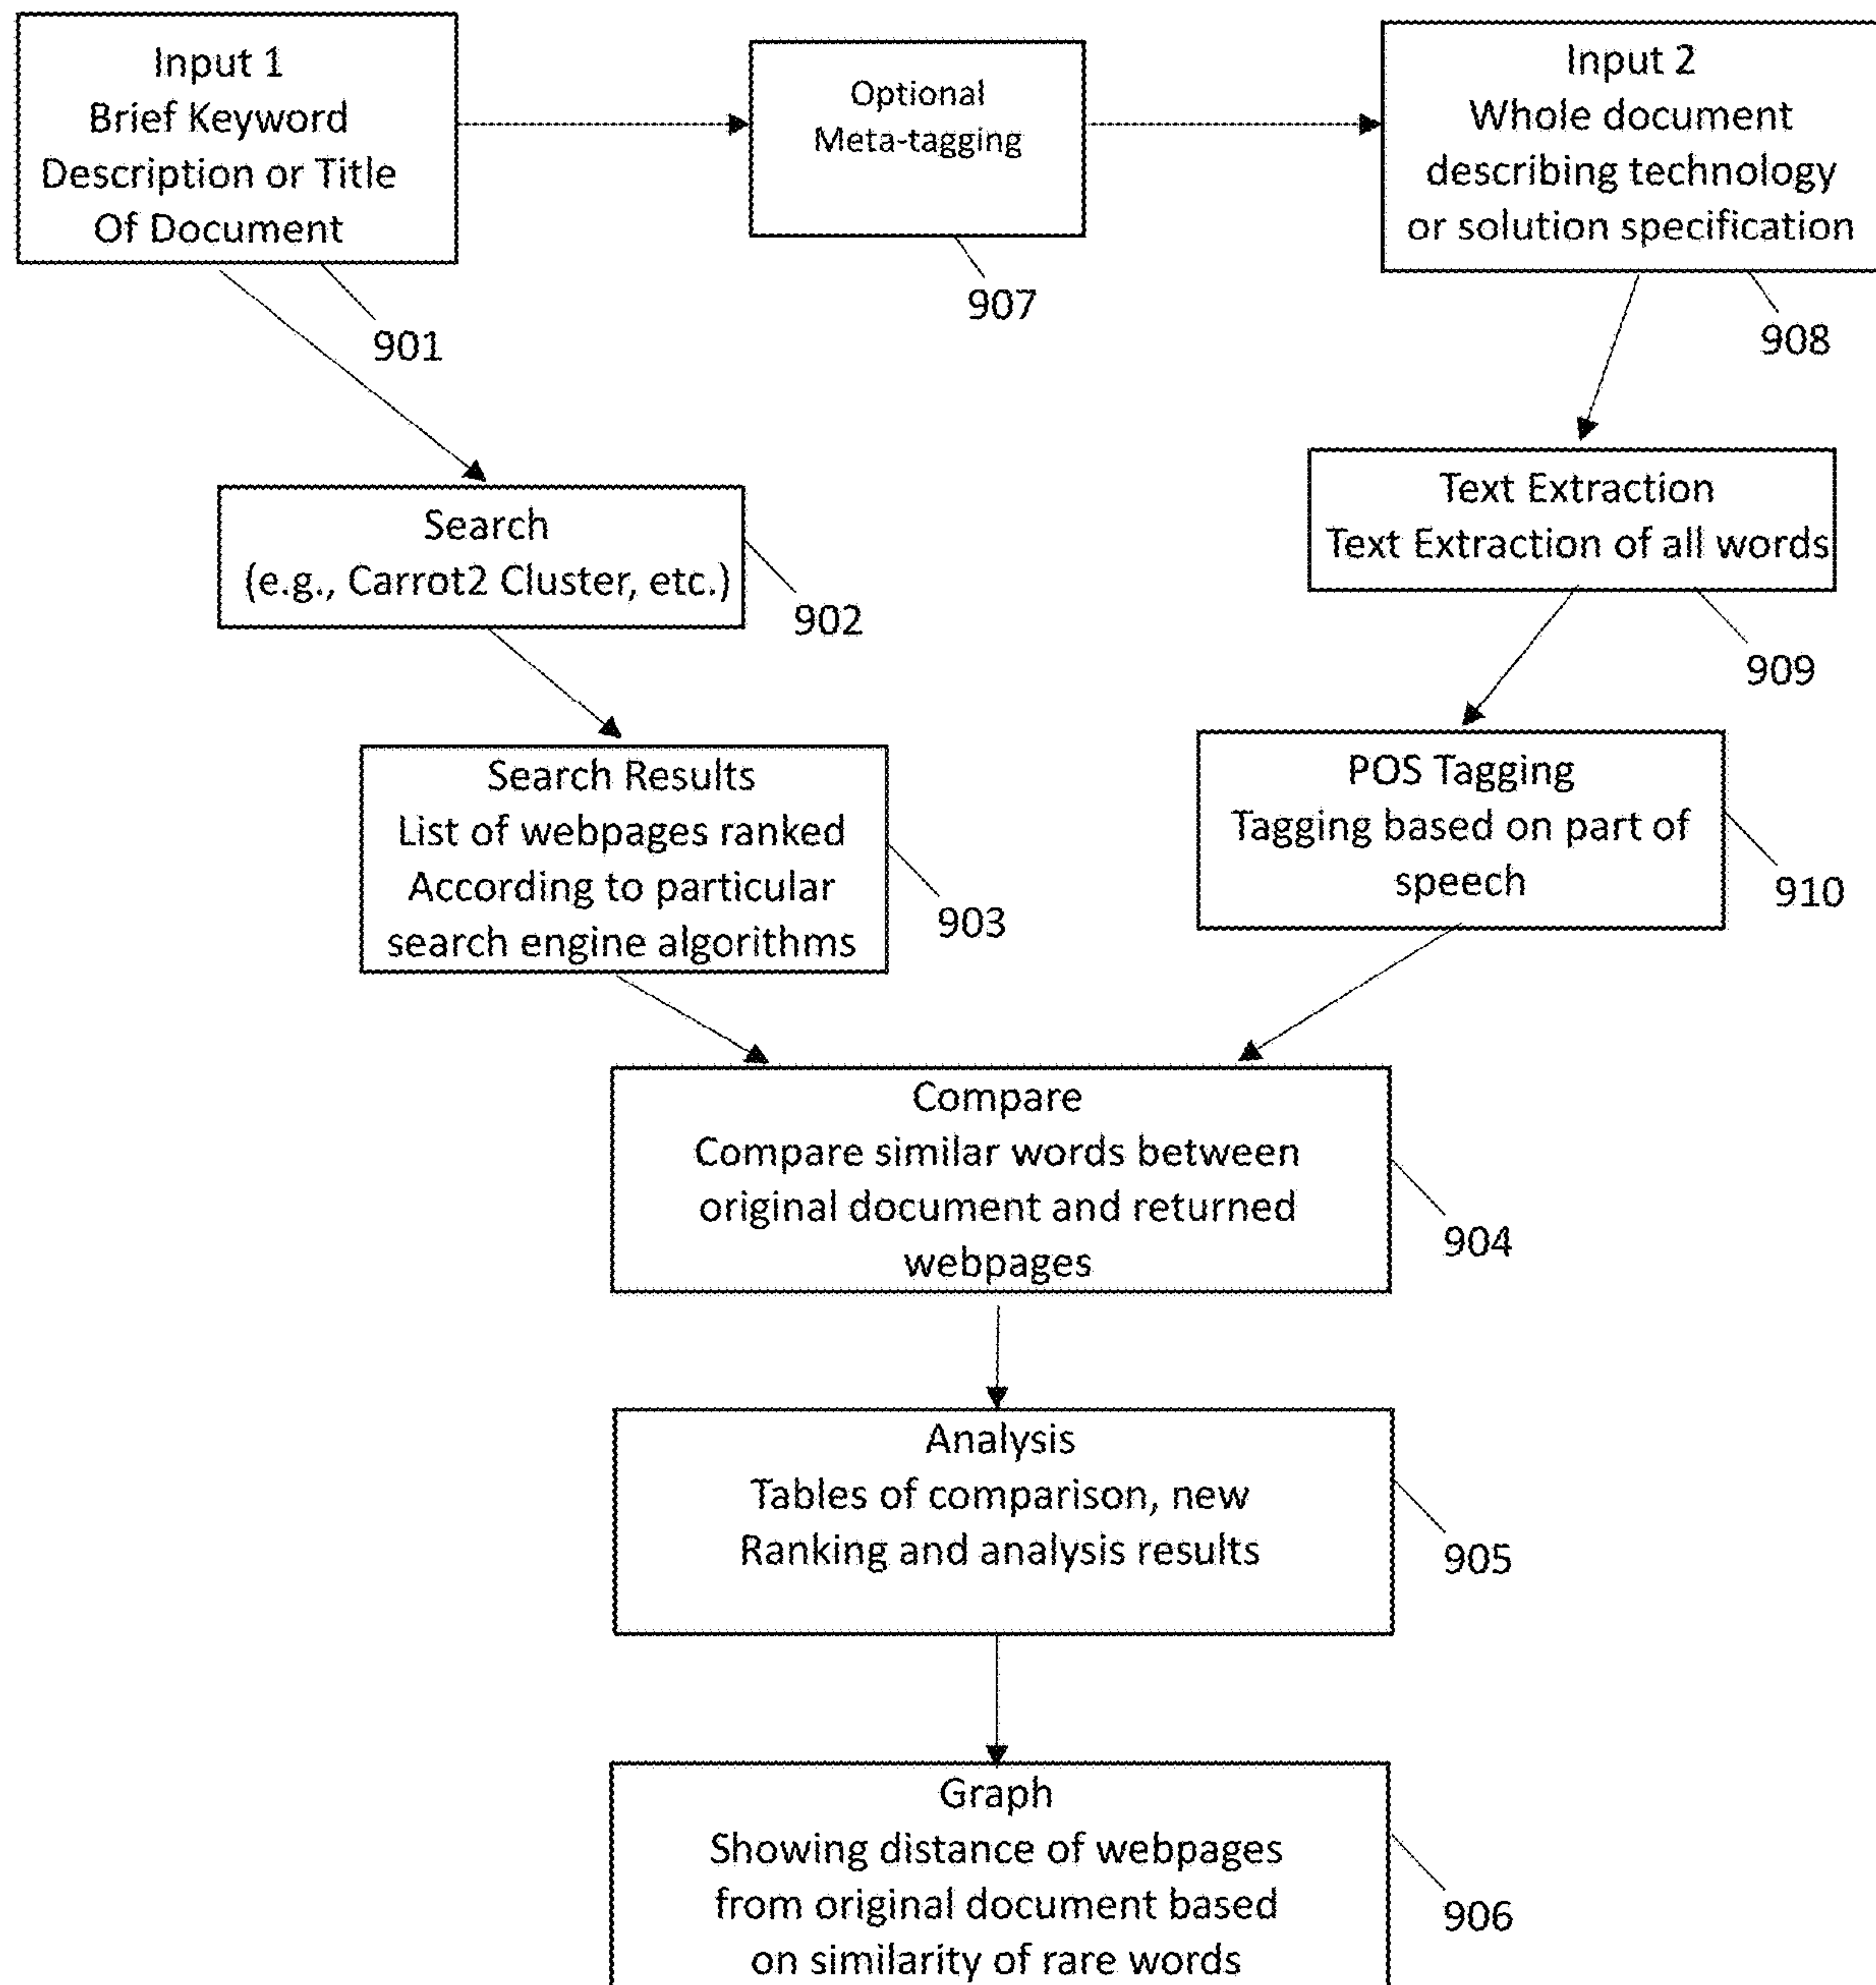 Input 1
Brief Keyword
Description or Title
Of Document
901
Optional
Meta-tagging
907
Input 2
Whole document
describing technology
or solution specification
908
Search
(e.g., Carrot2 Cluster, etc.)
902
Text Extraction
Text Extraction of all words
909
Search Results
List of webpages ranked
According to particular
search engine algorithms
903
POS Tagging
Tagging based on part of
speech
910
Compare
Compare similar words between
original document and returned
webpages
904
Analysis
Tables of comparison, new
Ranking and analysis results
905
Graph
Showing distance of webpages
from original document based
on similarity of rare words
906